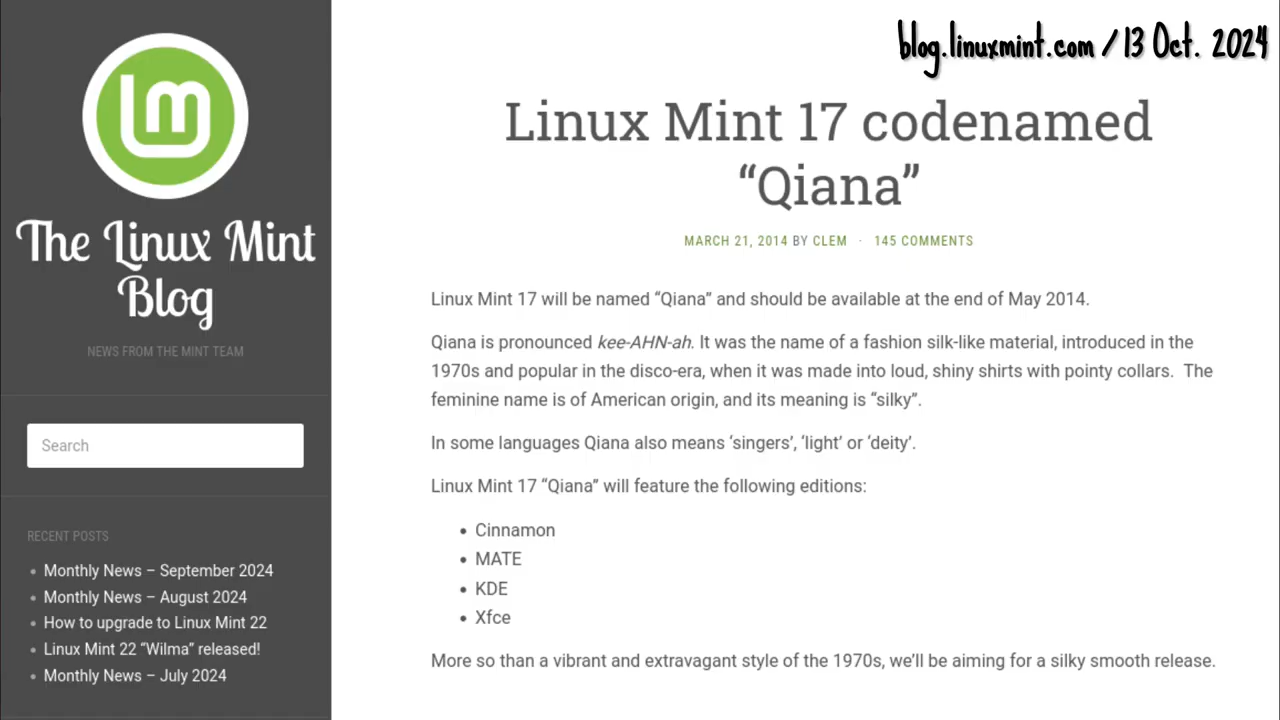 blog.linuxmint.com / 13 Oct. 2024
lm
The Linux Mint
Blog
NEWS FROM THE MINT TEAM
Search
RECENT POSTS
• Monthly News – September 2024
• Monthly News – August 2024
• How to upgrade to Linux Mint 22
• Linux Mint 22 “Wilma” released!
• Monthly News – July 2024
Linux Mint 17 codenamed
“Qiana”
MARCH 21, 2014 BY CLEM · 145 COMMENTS
Linux Mint 17 will be named “Qiana” and should be available at the end of May 2014.
Qiana is pronounced kee-AHN-ah. It was the name of a fashion silk-like material, introduced in the
1970s and popular in the disco-era, when it was made into loud, shiny shirts with pointy collars.  The
feminine name is of American origin, and its meaning is “silky”.
In some languages Qiana also means ‘singers’, ‘light’ or ‘deity’.
Linux Mint 17 “Qiana” will feature the following editions:
• Cinnamon
• MATE
• KDE
• Xfce
More so than a vibrant and extravagant style of the 1970s, we’ll be aiming for a silky smooth release.